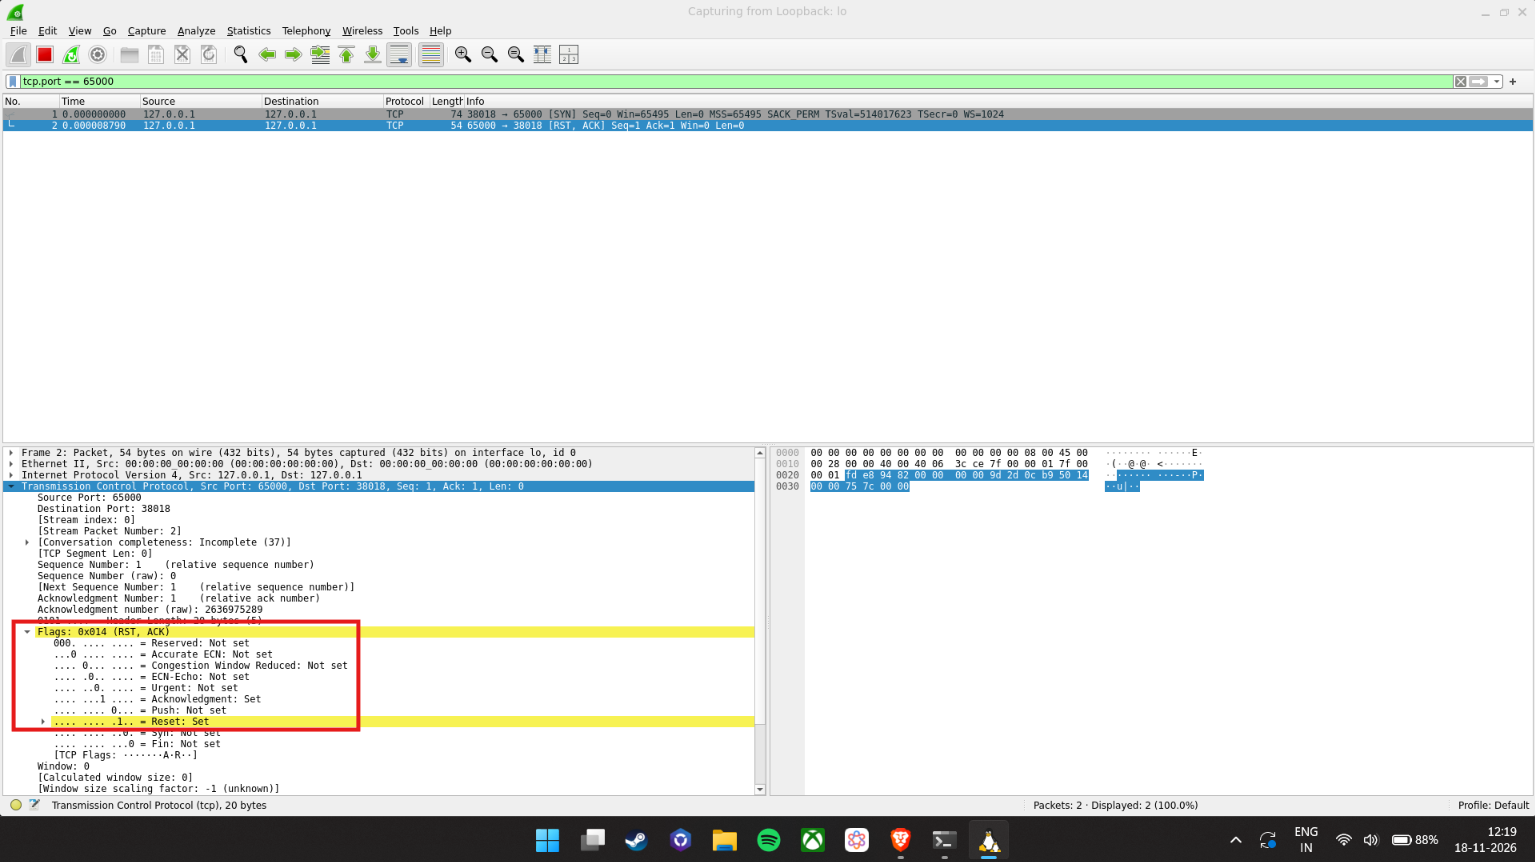 Capturing from Loopback: lo
File Edit View Go Capture Analyze Statistics Telephony Wireless Tools Help
tcp.port == 65000
No. Time Source Destination Protocol Length Info
1 0.000000000 127.0.0.1 127.0.0.1 TCP 74 38018 → 65000 [SYN] Seq=0 Win=65495 Len=0 MSS=65495 SACK_PERM TSval=514017623 TSecr=0 WS=1024
2 0.000008790 127.0.0.1 127.0.0.1 TCP 54 65000 → 38018 [RST, ACK] Seq=1 Ack=1 Win=0 Len=0
Frame 2: Packet, 54 bytes on wire (432 bits), 54 bytes captured (432 bits) on interface lo, id 0
Ethernet II, Src: 00:00:00_00:00:00 (00:00:00:00:00:00), Dst: 00:00:00_00:00:00 (00:00:00:00:00:00)
Internet Protocol Version 4, Src: 127.0.0.1, Dst: 127.0.0.1
Transmission Control Protocol, Src Port: 65000, Dst Port: 38018, Seq: 1, Ack: 1, Len: 0
Source Port: 65000
Destination Port: 38018
[Stream index: 0]
[Stream Packet Number: 2]
[Conversation completeness: Incomplete (37)]
[TCP Segment Len: 0]
Sequence Number: 1 (relative sequence number)
Sequence Number (raw): 0
[Next Sequence Number: 1 (relative sequence number)]
Acknowledgment Number: 1 (relative ack number)
Acknowledgment number (raw): 2636975289
0101 .... = Header Length: 20 bytes (5)
Flags: 0x014 (RST, ACK)
000. .... .... = Reserved: Not set
...0 .... .... = Accurate ECN: Not set
.... 0... .... = Congestion Window Reduced: Not set
.... .0.. .... = ECN-Echo: Not set
.... ..0. .... = Urgent: Not set
.... ...1 .... = Acknowledgment: Set
.... .... 0... = Push: Not set
.... .... .1.. = Reset: Set
.... .... ..0. = Syn: Not set
.... .... ...0 = Fin: Not set
[TCP Flags: ·······A·R··]
Window: 0
[Calculated window size: 0]
[Window size scaling factor: -1 (unknown)]
0000 00 00 00 00 00 00 00 00 00 00 00 00 08 00 45 00 ········ ······E·
0010 00 28 00 00 40 00 40 06 3c ce 7f 00 00 01 7f 00 ·(··@·@· <·······
0020 00 01 fd e8 94 82 00 00 00 00 9d 2d 0c b9 50 14 ········ ···-··P·
0030 00 00 75 7c 00 00 ··u|··
Transmission Control Protocol (tcp), 20 bytes
Packets: 2 · Displayed: 2 (100.0%)
Profile: Default
ENG
IN
88%
12:19
18-11-2026